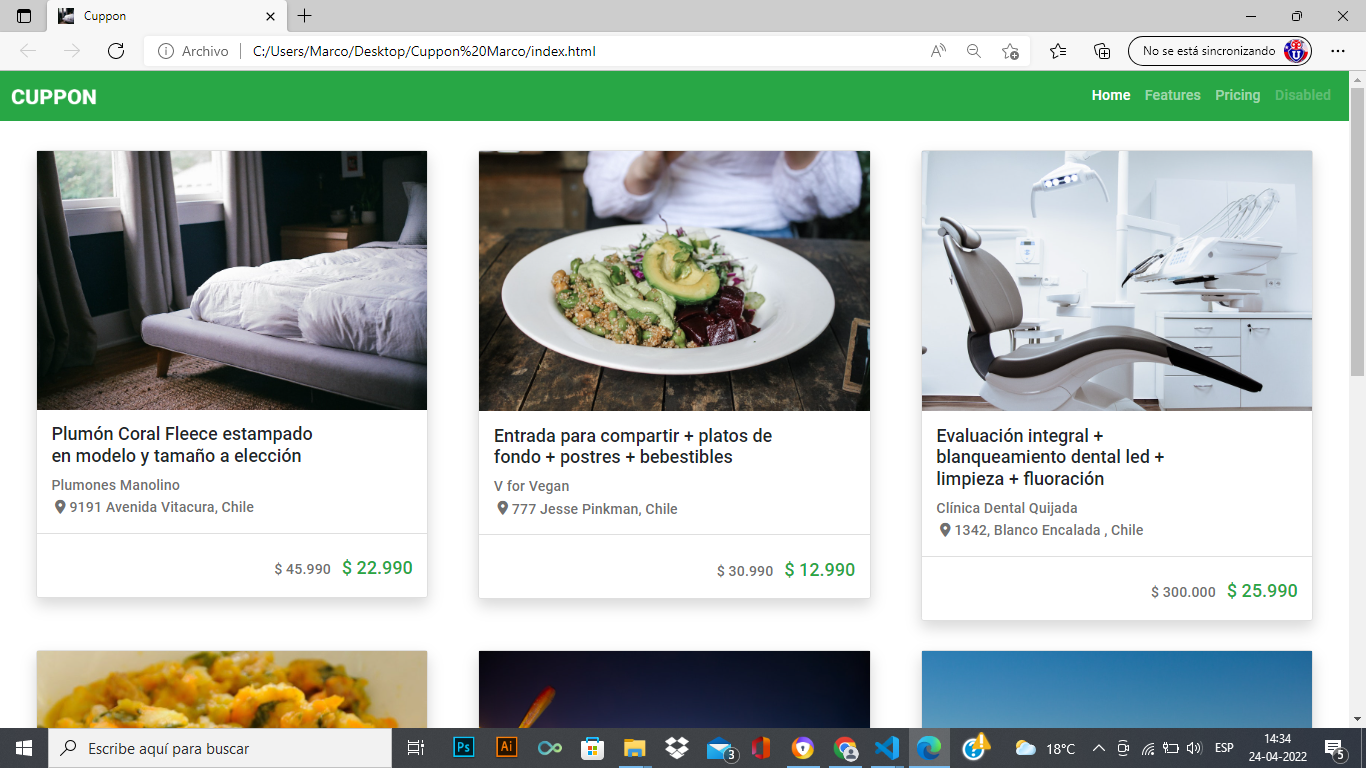 Cuppon
Archivo
C:/Users/Marco/Desktop/Cuppon%20Marco/index.html
No se está sincronizando
CUPPON
Home
Features
Pricing
Disabled
Plumón Coral Fleece estampado
en modelo y tamaño a elección
Plumones Manolino
9191 Avenida Vitacura, Chile
$ 45.990 $ 22.990
Entrada para compartir + platos de
fondo + postres + bebestibles
V for Vegan
777 Jesse Pinkman, Chile
$ 30.990 $ 12.990
Evaluación integral +
blanqueamiento dental led +
limpieza + fluoración
Clínica Dental Quijada
1342, Blanco Encalada , Chile
$ 300.000 $ 25.990
Escribe aquí para buscar
Ps
Ai
3
18°C
ESP
14:34
24-04-2022
5